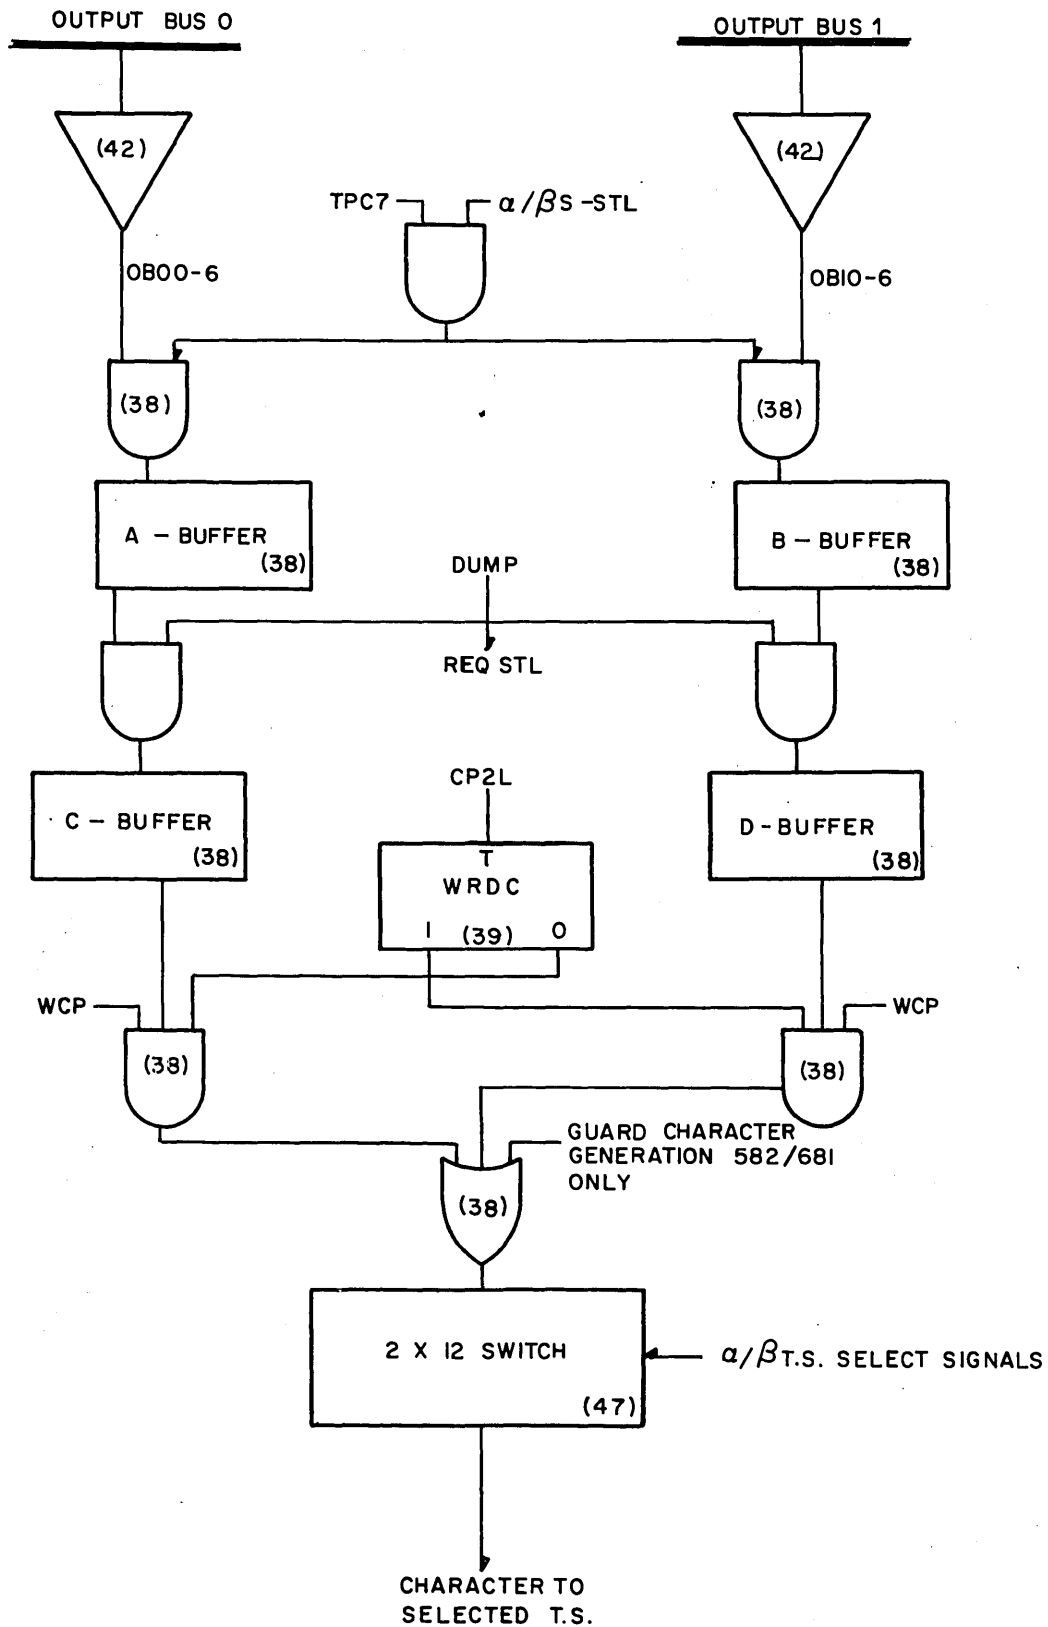 OUTPUT BUS 0
OUTPUT BUS 1
(42)
(42)
TPC7
α/βS-STL
OB00-6
OB10-6
(38)
(38)
A - BUFFER
(38)
B - BUFFER
(38)
DUMP
REQ STL
CP2L
C - BUFFER
(38)
D-BUFFER
(38)
T
WRDC
1 (39) 0
WCP
WCP
(38)
(38)
GUARD CHARACTER
GENERATION 582/681
ONLY
(38)
2 X 12 SWITCH
(47)
α/βT.S. SELECT SIGNALS
CHARACTER TO
SELECTED T.S.